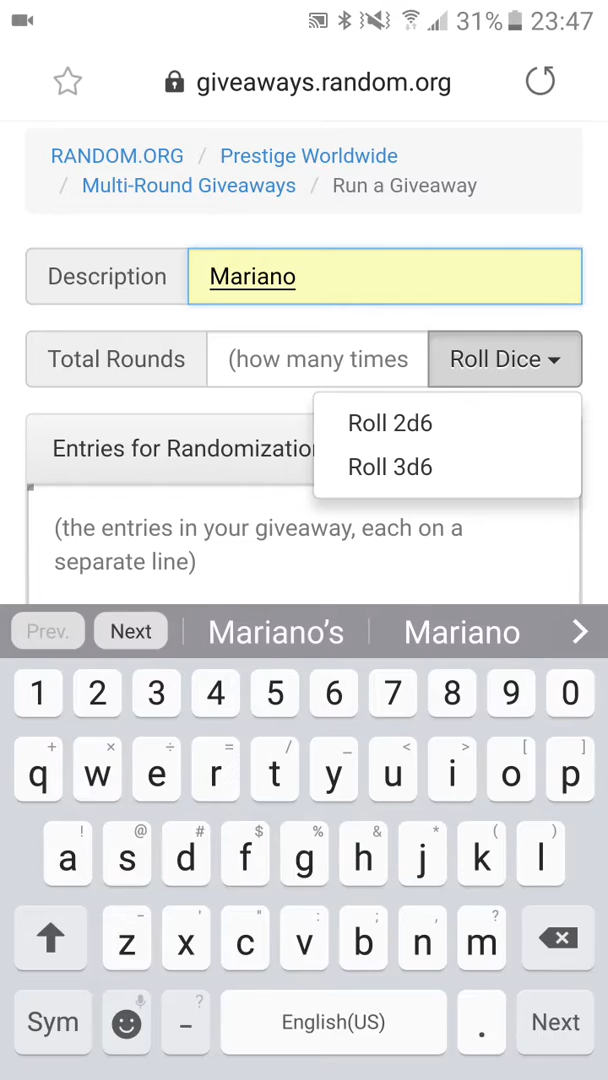 31% 23:47
giveaways.random.org
RANDOM.ORG / Prestige Worldwide
/ Multi-Round Giveaways / Run a Giveaway
Description Mariano
Total Rounds (how many times Roll Dice
Roll 2d6
Entries for Randomization
Roll 3d6
(the entries in your giveaway, each on a
separate line)
Prev. Next Mariano's Mariano
1 2 3 4 5 6 7 8 9 0
+ × ÷ = / _ < > [ ]
q w e r t y u i o p
! @ # $ % & * ( )
a s d f g h j k l
- ' " : ; , ?
z x c v b n m
Sym - ? English(US) . Next